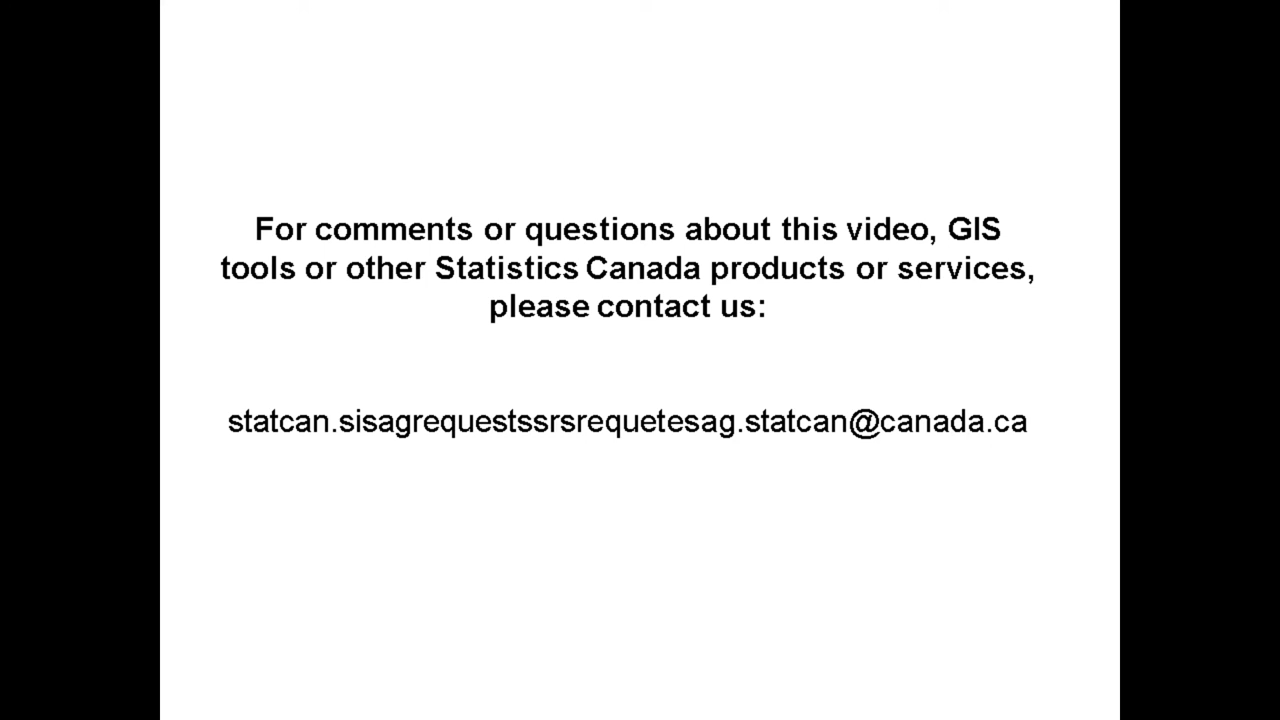 For comments or questions about this video, GIS
tools or other Statistics Canada products or services,
please contact us:
statcan.sisagrequestssrsrequetesag.statcan@canada.ca